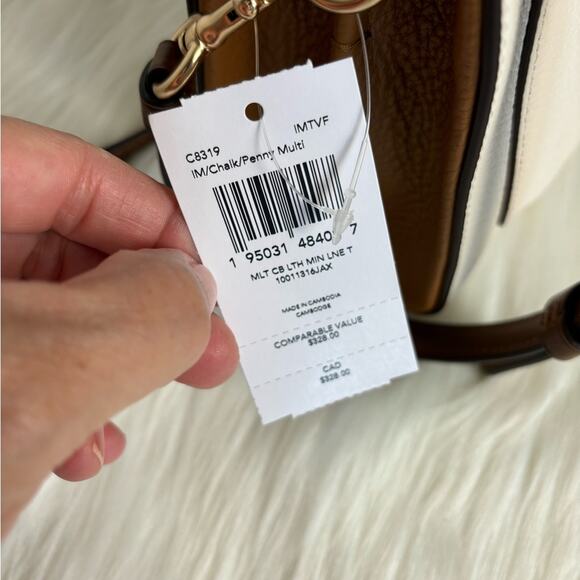 C8319
IMTVF
IM/Chalk/Penny Multi
1 95031 7
MLT CB LTH MIN LNE T
10011316JAX
MADE IN CAMBODIA
CAMBODGE
COMPARABLE VALUE
$328.00
CAD
$328.00